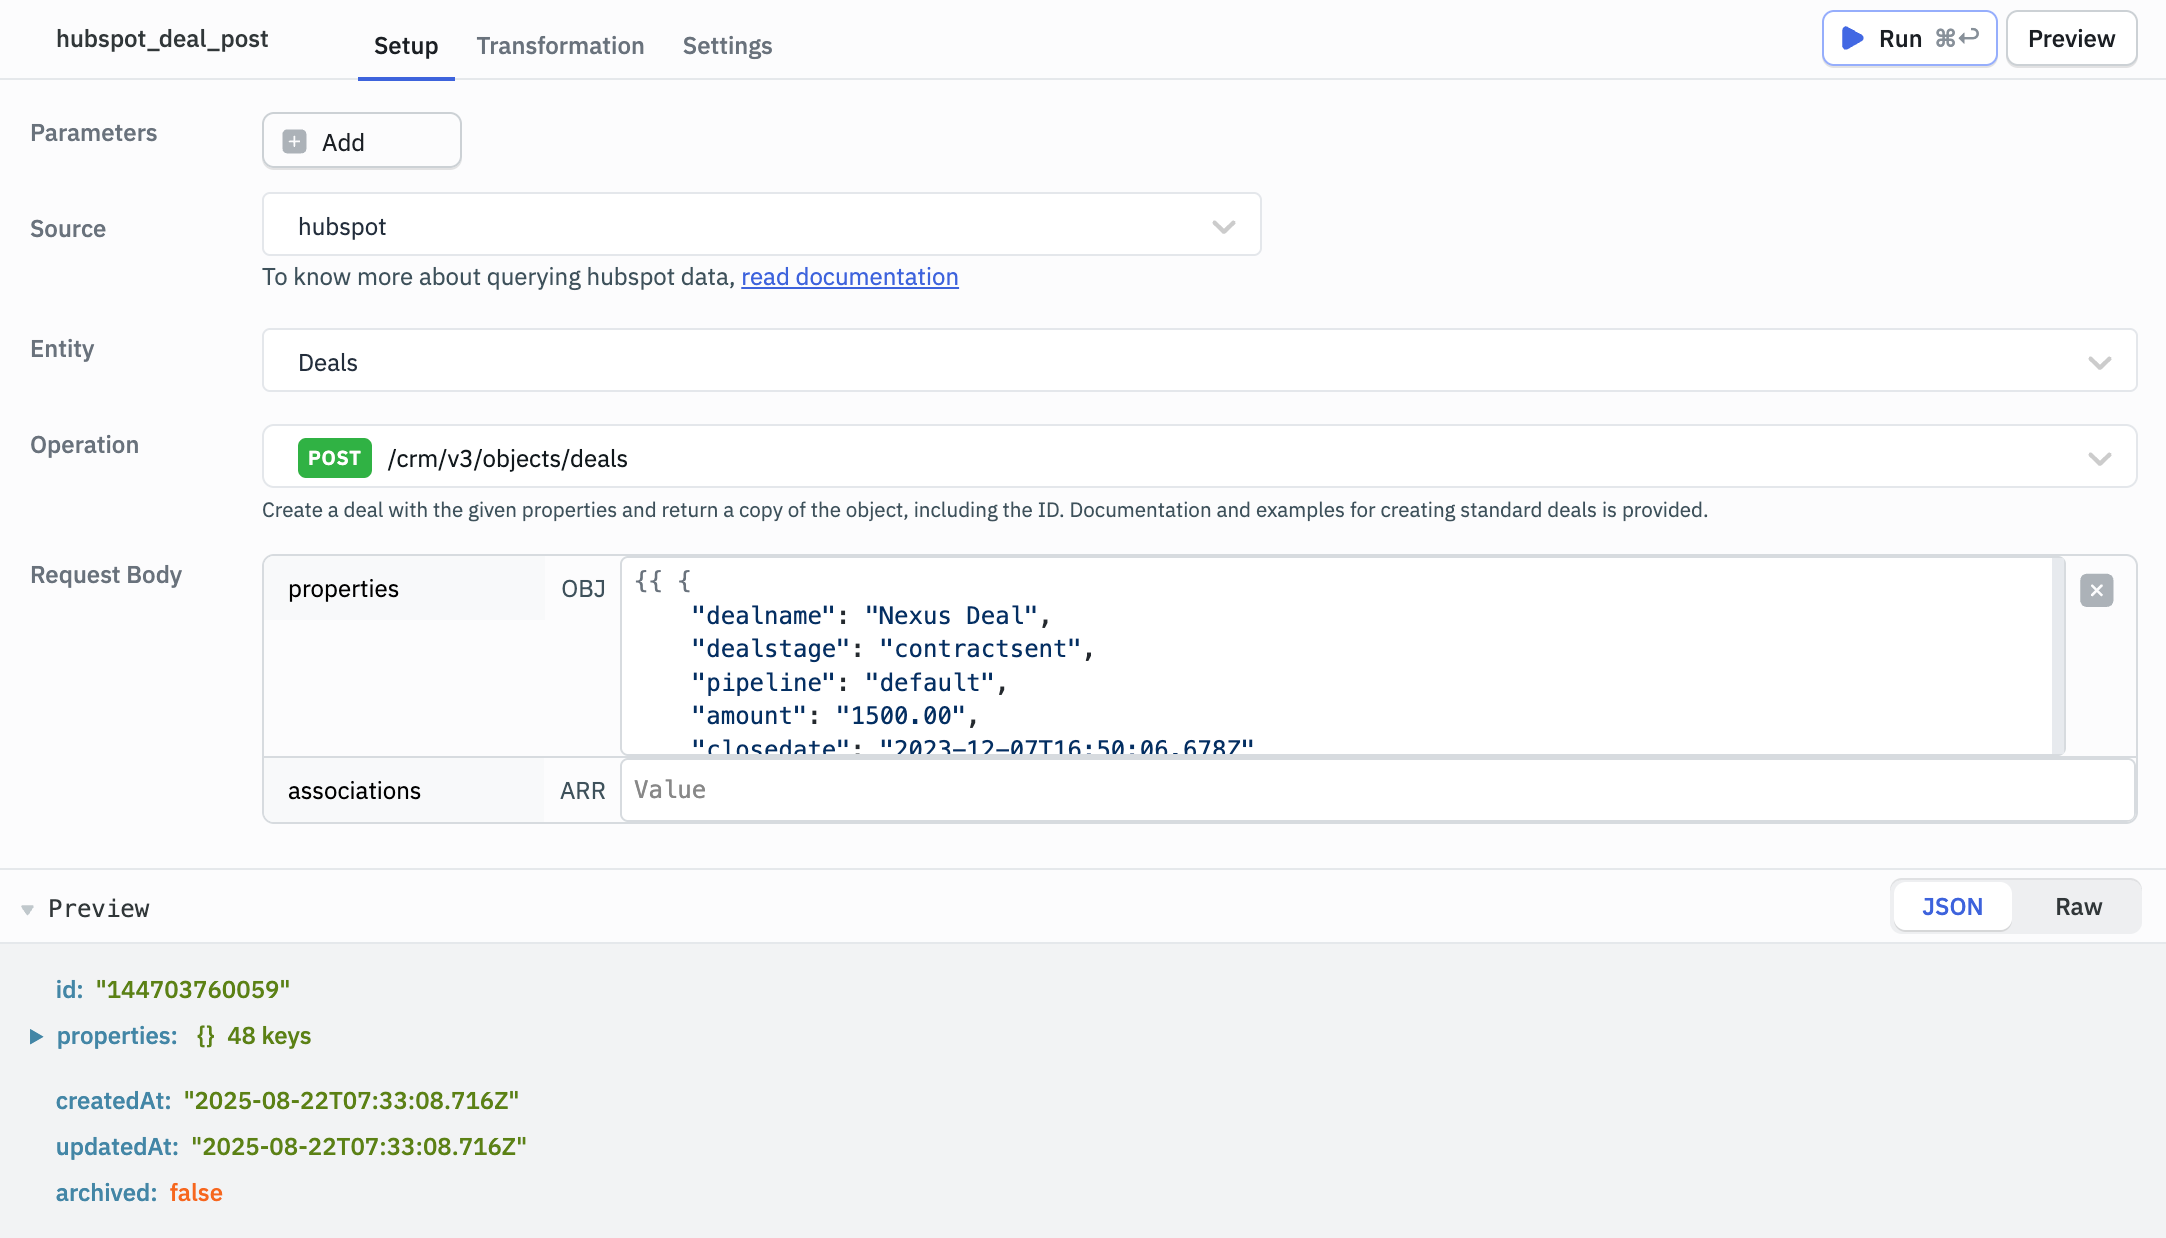 hubspot_deal_post
Setup
Transformation
Settings
Run ⌘↩
Preview
Parameters
Add
Source
hubspot
To know more about querying hubspot data, read documentation
Entity
Deals
Operation
POST /crm/v3/objects/deals
Create a deal with the given properties and return a copy of the object, including the ID. Documentation and examples for creating standard deals is provided.
Request Body
properties
OBJ
{{ {
"dealname": "Nexus Deal",
"dealstage": "contractsent",
"pipeline": "default",
"amount": "1500.00",
"closedate": "2023-12-07T16:50:06.678Z"
associations
ARR
Value
Preview
JSON
Raw
id: "144703760059"
properties: {} 48 keys
createdAt: "2025-08-22T07:33:08.716Z"
updatedAt: "2025-08-22T07:33:08.716Z"
archived: false